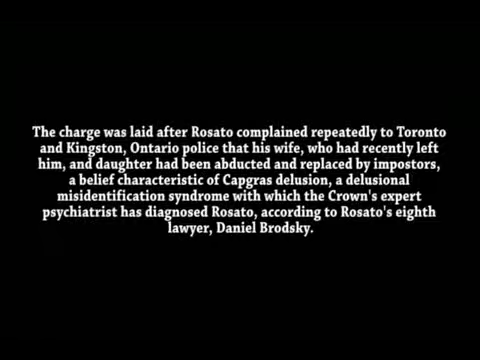 The charge was laid after Rosato complained repeatedly to Toronto
and Kingston, Ontario police that his wife, who had recently left
him, and daughter had been abducted and replaced by impostors,
a belief characteristic of Capgras delusion, a delusional
misidentification syndrome with which the Crown's expert
psychiatrist has diagnosed Rosato, according to Rosato's eighth
lawyer, Daniel Brodsky.